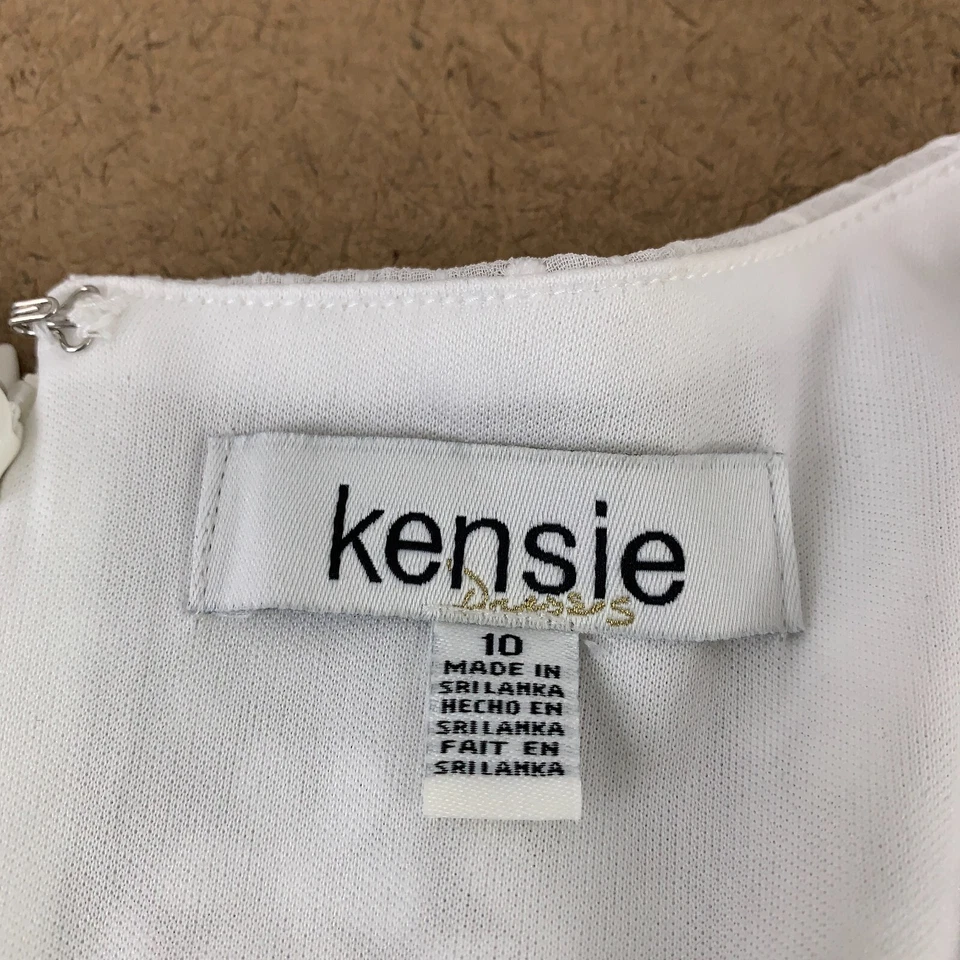 kensie
Dresses
10
MADE IN
SRI LANKA
HECHO EN
SRI LANKA
FAIT EN
SRI LANKA